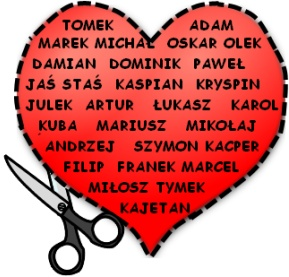 TOMEK ADAM
MAREK MICHAŁ OSKAR OLEK
DAMIAN DOMINIK PAWEŁ
JAŚ STAŚ KASPIAN KRYSPIN
JULEK ARTUR ŁUKASZ KAROL
KUBA MARIUSZ MIKOŁAJ
ANDRZEJ SZYMON KACPER
FILIP FRANEK MARCEL
MIŁOSZ TYMEK
KAJETAN